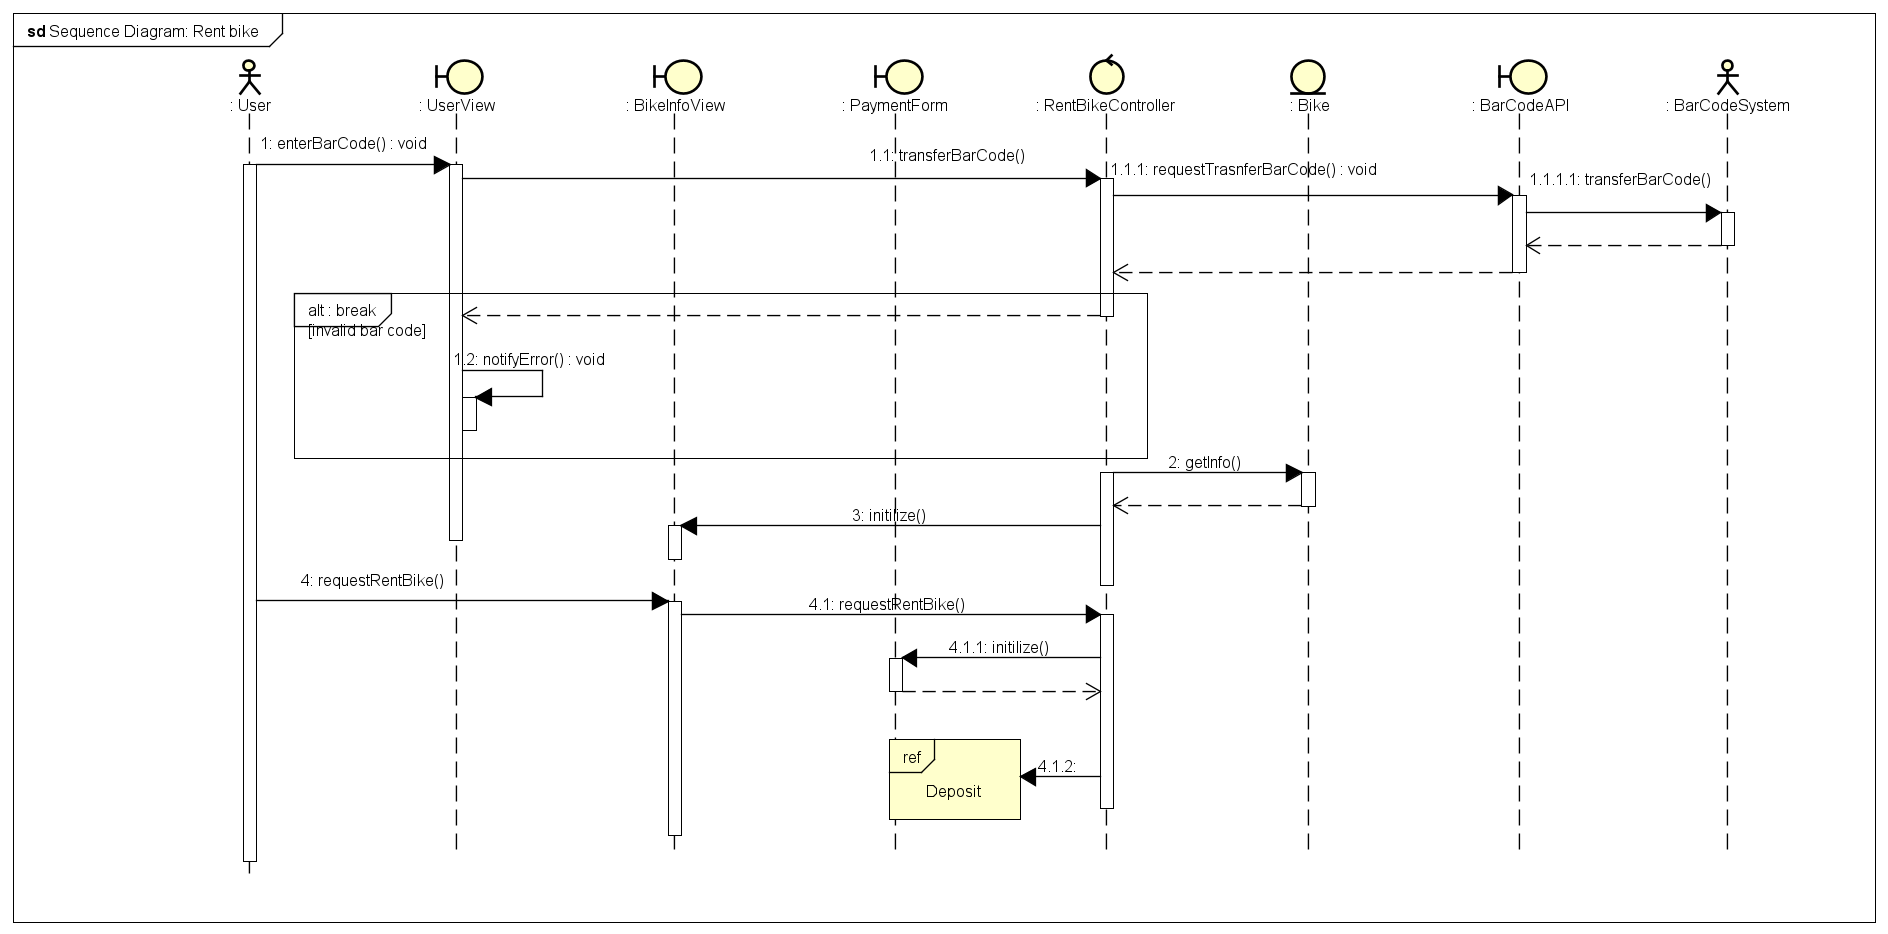 sd Sequence Diagram: Rent bike
: User
: UserView
: BikeInfoView
: PaymentForm
: RentBikeController
: Bike
: BarCodeAPI
: BarCodeSystem
1: enterBarCode() : void
1.1: transferBarCode()
1.1.1: requestTrasnferBarCode() : void
1.1.1.1: transferBarCode()
alt : break
[invalid bar code]
1.2: notifyError() : void
2: getInfo()
3: initilize()
4: requestRentBike()
4.1: requestRentBike()
4.1.1: initilize()
ref
4.1.2:
Deposit